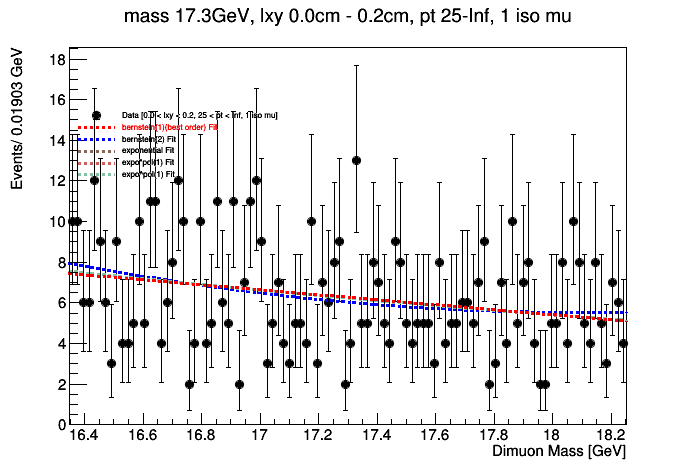 mass 17.3GeV, lxy 0.0cm - 0.2cm, pt 25-Inf, 1 iso mu
Events/ 0.01903 GeV
18
16
14
12
10
8
6
4
2
0
Data [0.0 < lxy < 0.2, 25 < pt < Inf, 1 iso mu]
bernstein(1)(best order) Fit
bernstein(2) Fit
exponential Fit
expo*pol(1) Fit
expo*pol(1) Fit
16.4 16.6 16.8 17 17.2 17.4 17.6 17.8 18 18.2
Dimuon Mass [GeV]